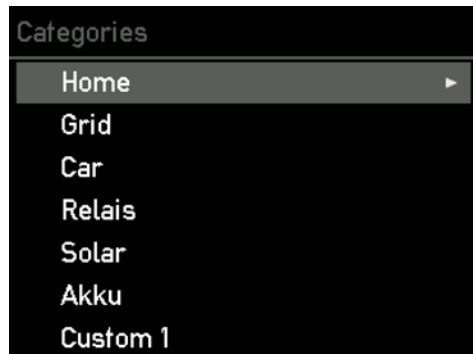 Categories
Home
Grid
Car
Relais
Solar
Akku
Custom 1